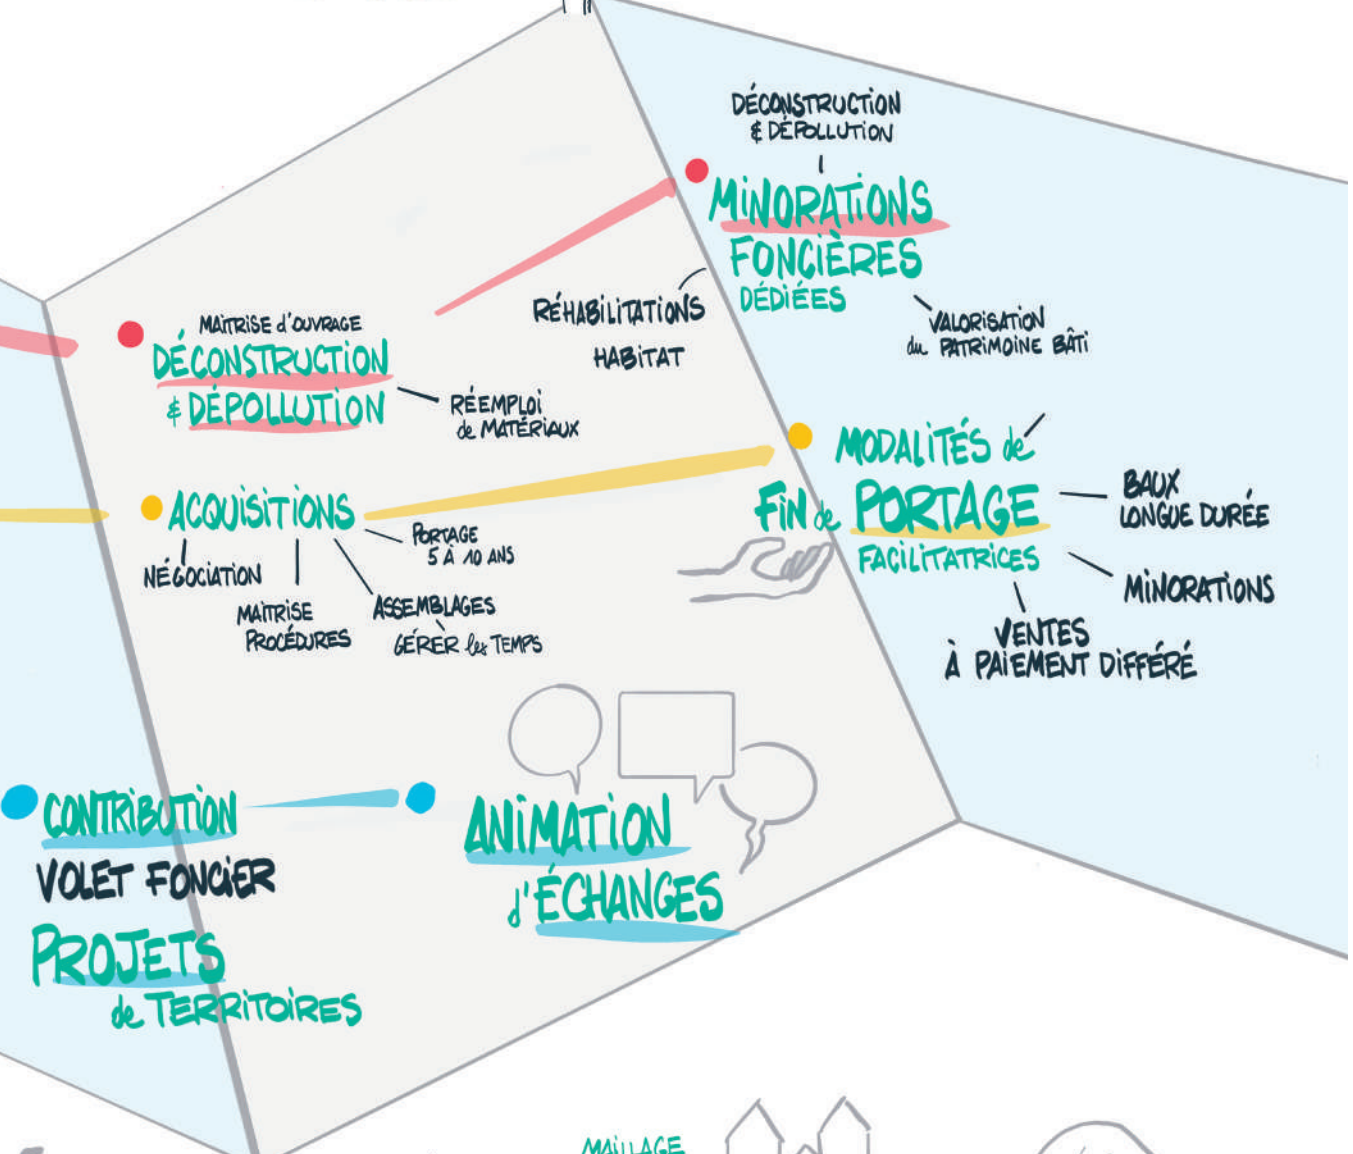 DÉCONSTRUCTION
& DÉPOLLUTION
MINORATIONS
FONCIÈRES
DÉDIÉES
RÉHABILITATIONS
HABITAT
VALORISATION
du PATRIMOINE BÂTI
MAÎTRISE d'OUVRAGE
DÉCONSTRUCTION
& DÉPOLLUTION
RÉEMPLOI
de MATÉRIAUX
MODALITÉS de
FIN de PORTAGE
FACILITATRICES
BAUX
LONGUE DURÉE
MINORATIONS
VENTES
À PAIEMENT DIFFÉRÉ
ACQUISITIONS
NÉGOCIATION
MAÎTRISE
PROCÉDURES
ASSEMBLAGES
GÉRER les TEMPS
PORTAGE
5 À 10 ANS
CONTRIBUTION
VOLET FONCIER
PROJETS
de TERRITOIRES
ANIMATION
d'ÉCHANGES
MAILLAGE